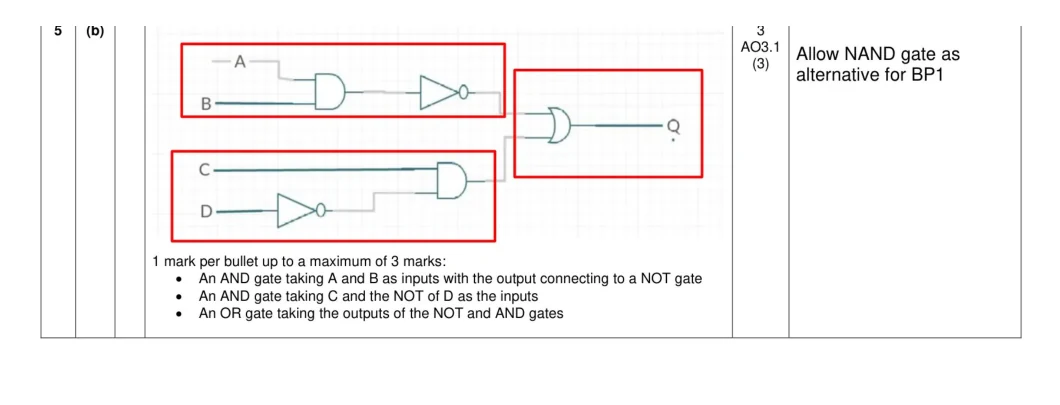 5 (b)
3
AO3.1
(3)
Allow NAND gate as
alternative for BP1
A
B
Q
C
D
1 mark per bullet up to a maximum of 3 marks:
• An AND gate taking A and B as inputs with the output connecting to a NOT gate
• An AND gate taking C and the NOT of D as the inputs
• An OR gate taking the outputs of the NOT and AND gates